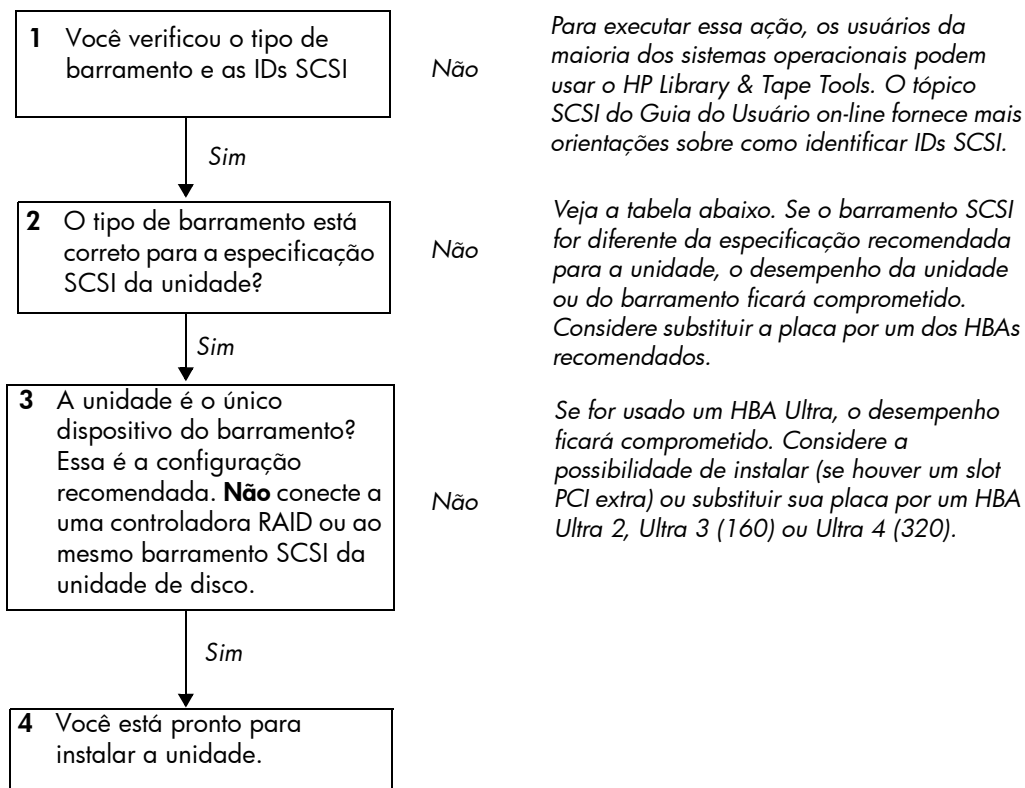 1 Você verificou o tipo de
barramento e as IDs SCSI
Não
Para executar essa ação, os usuários da
maioria dos sistemas operacionais podem
usar o HP Library & Tape Tools. O tópico
SCSI do Guia do Usuário on-line fornece mais
orientações sobre como identificar IDs SCSI.
Sim
2 O tipo de barramento está
correto para a especificação
SCSI da unidade?
Não
Veja a tabela abaixo. Se o barramento SCSI
for diferente da especificação recomendada
para a unidade, o desempenho da unidade
ou do barramento ficará comprometido.
Considere substituir a placa por um dos HBAs
recomendados.
Sim
3 A unidade é o único
dispositivo do barramento?
Essa é a configuração
recomendada. Não conecte a
uma controladora RAID ou ao
mesmo barramento SCSI da
unidade de disco.
Não
Se for usado um HBA Ultra, o desempenho
ficará comprometido. Considere a
possibilidade de instalar (se houver um slot
PCI extra) ou substituir sua placa por um HBA
Ultra 2, Ultra 3 (160) ou Ultra 4 (320).
Sim
4 Você está pronto para
instalar a unidade.